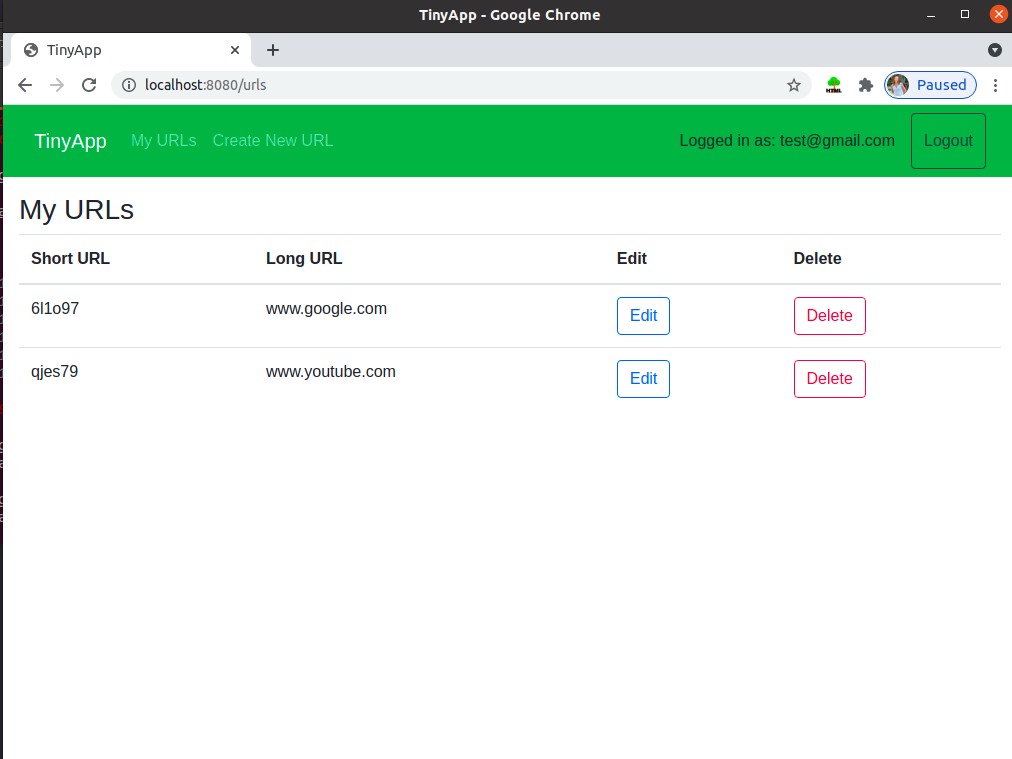 TinyApp - Google Chrome
TinyApp
localhost:8080/urls
HTML
Paused
TinyApp My URLs Create New URL Logged in as: test@gmail.com Logout
My URLs
Short URL Long URL Edit Delete
6l1o97 www.google.com Edit Delete
qjes79 www.youtube.com Edit Delete